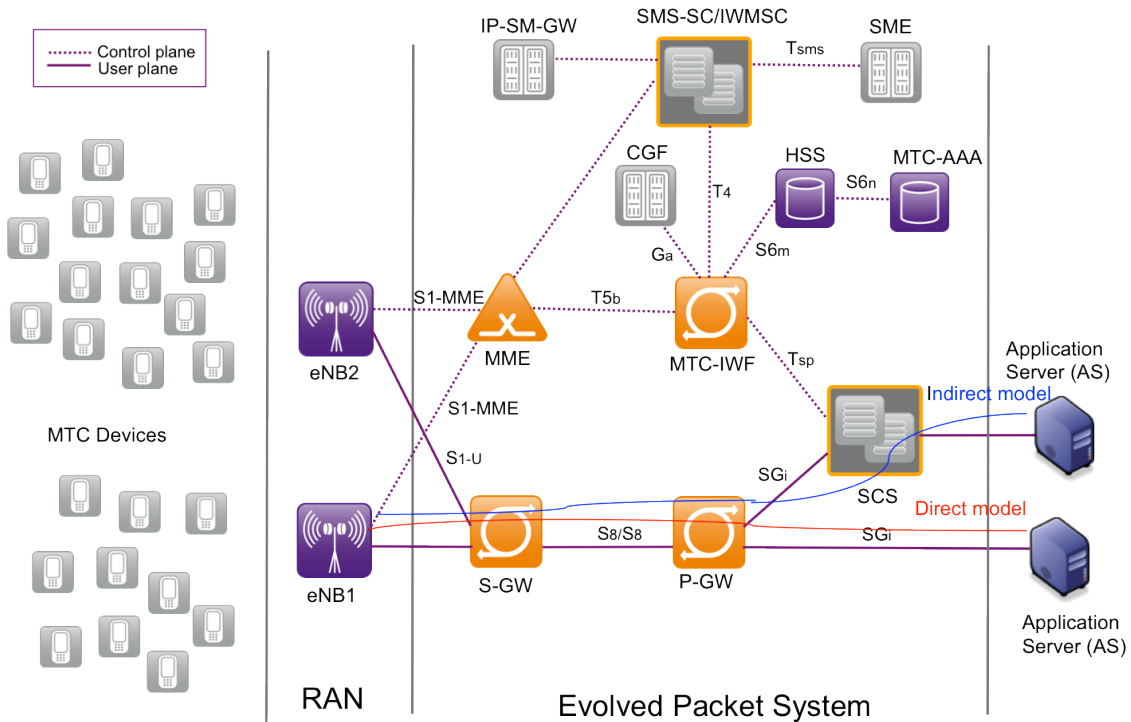 SMS-SC/IWMSC
IP-SM-GW
SME
Control plane
User plane
Tsms
CGF
HSS
MTC-AAA
T4
S6n
Ga
S6m
S1-MME
T5b
MME
MTC-IWF
eNB2
Tsp
Application
Server (AS)
Indirect model
S1-MME
MTC Devices
S1-U
SGi
SCS
Direct model
S8/S8
SGi
eNB1
S-GW
P-GW
Application
Server (AS)
RAN
Evolved Packet System